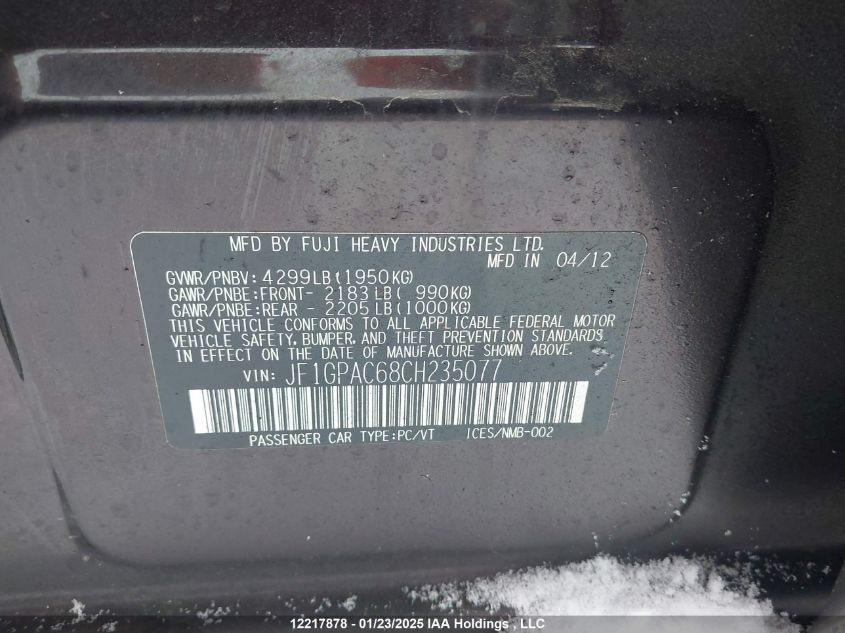 MFD BY FUJI HEAVY INDUSTRIES LTD.
MFD IN 04/12
GVWR/PNBV: 4299LB(1950KG)
GAWR/PNBE:FRONT- 2183LB( 990KG)
GAWR/PNBE:REAR - 2205LB(1000KG)
THIS VEHICLE CONFORMS TO ALL APPLICABLE FEDERAL MOTOR
VEHICLE SAFETY, BUMPER, AND THEFT PREVENTION STANDARDS
IN EFFECT ON THE DATE OF MANUFACTURE SHOWN ABOVE.
VIN: JF1GPAC68CH235077
PASSENGER CAR TYPE:PC/VT ICES/NMB-002
12217878 - 01/23/2025 IAA Holdings , LLC